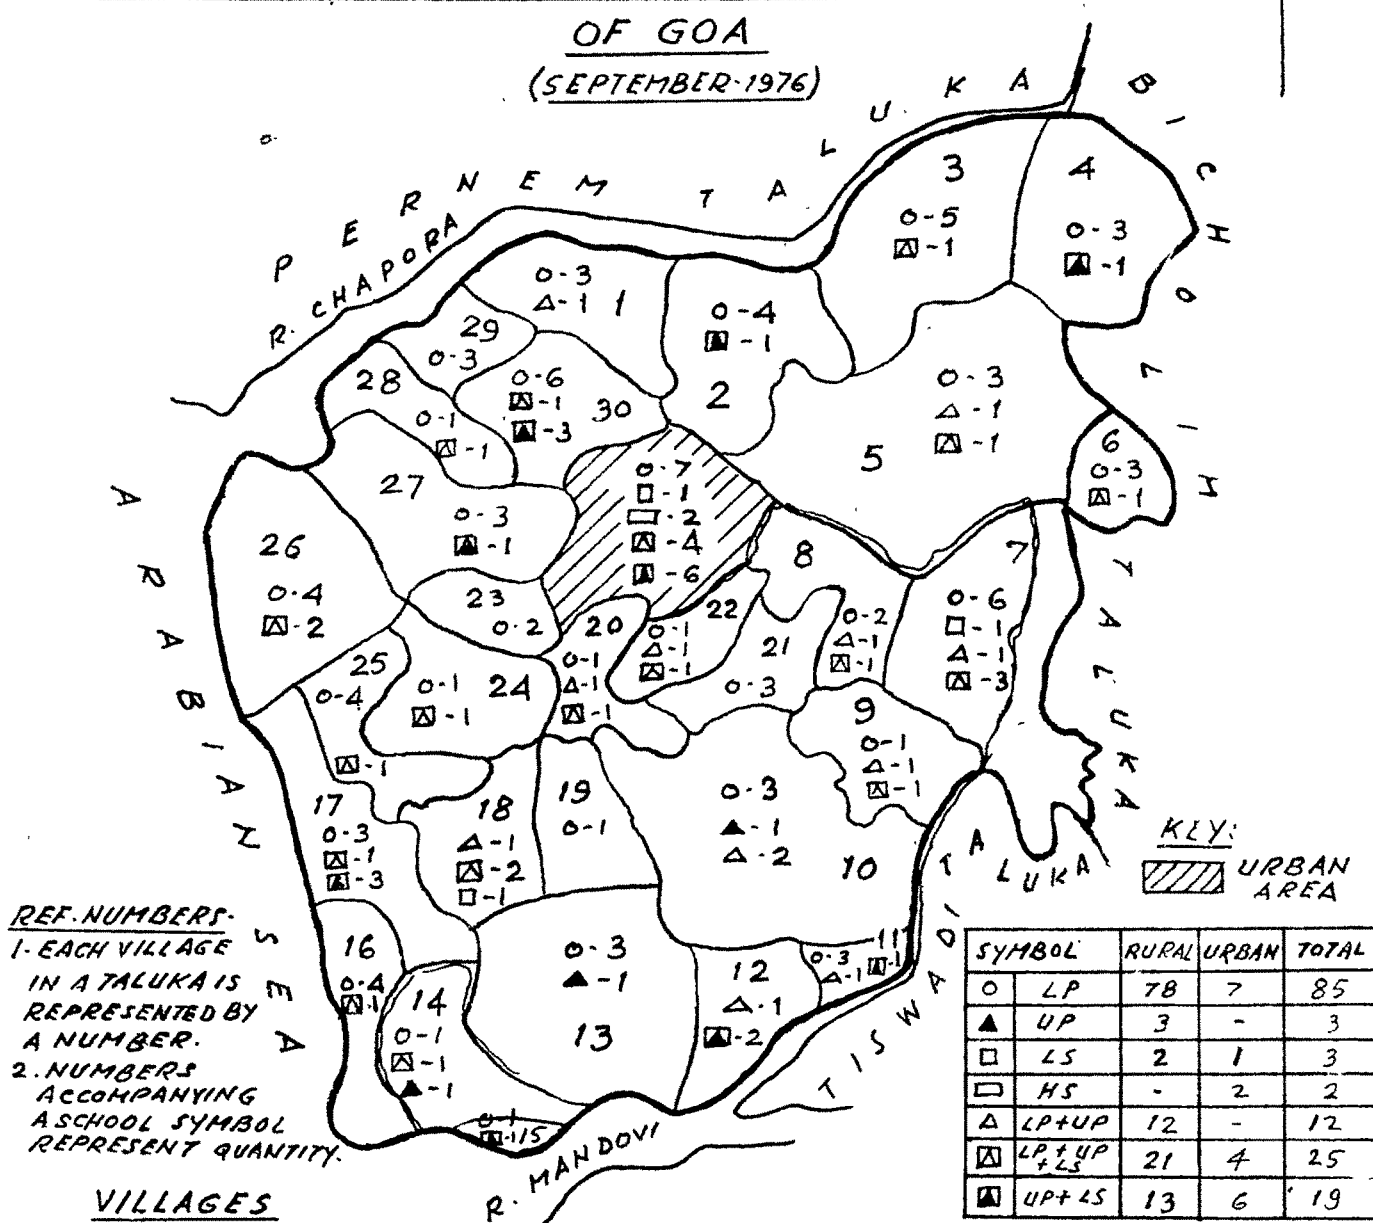 OF GOA
(SEPTEMBER-1976)
PERNEM TALUKA
BICHOLIM TALUKA
R. CHAPORA
ARABIAN SEA
TISWADI TALUKA
R. MANDOVI
3
O-5
-1
4
O-3
-1
O-3
△-1
1
O-4
-1
2
29
O-3
28
O-1
-1
O-6
-1
-3
30
O-3
△-1
-1
5
6
O-3
-1
27
O-3
-1
O-7
□-1
▭-2
-4
-6
26
O-4
-2
23
O-2
8
O-2
△-1
-1
7
O-6
□-1
△-1
-3
22
O-1
△-1
-1
20
O-1
△-1
-1
21
O-3
25
O-4
-1
O-1
24
-1
9
O-1
△-1
-1
17
O-3
-1
-3
18
△-1
-2
□-1
19
O-1
O-3
▲-1
△-2
10
16
O-4
-1
14
O-1
-1
▲-1
O-3
▲-1
13
12
△-1
-2
11
O-3
△-1
-1
O-1
-1
15
KEY:
URBAN
AREA
REF. NUMBERS-
1- EACH VILLAGE
IN A TALUKA IS
REPRESENTED BY
A NUMBER.
2. NUMBERS
ACCOMPANYING
A SCHOOL SYMBOL
REPRESENT QUANTITY.
VILLAGES
SYMBOL RURAL URBAN TOTAL
O LP 78 7 85
▲ UP 3 - 3
□ LS 2 1 3
▭ HS - 2 2
△ LP+UP 12 - 12
LP+UP+LS 21 4 25
UP+LS 13 6 19